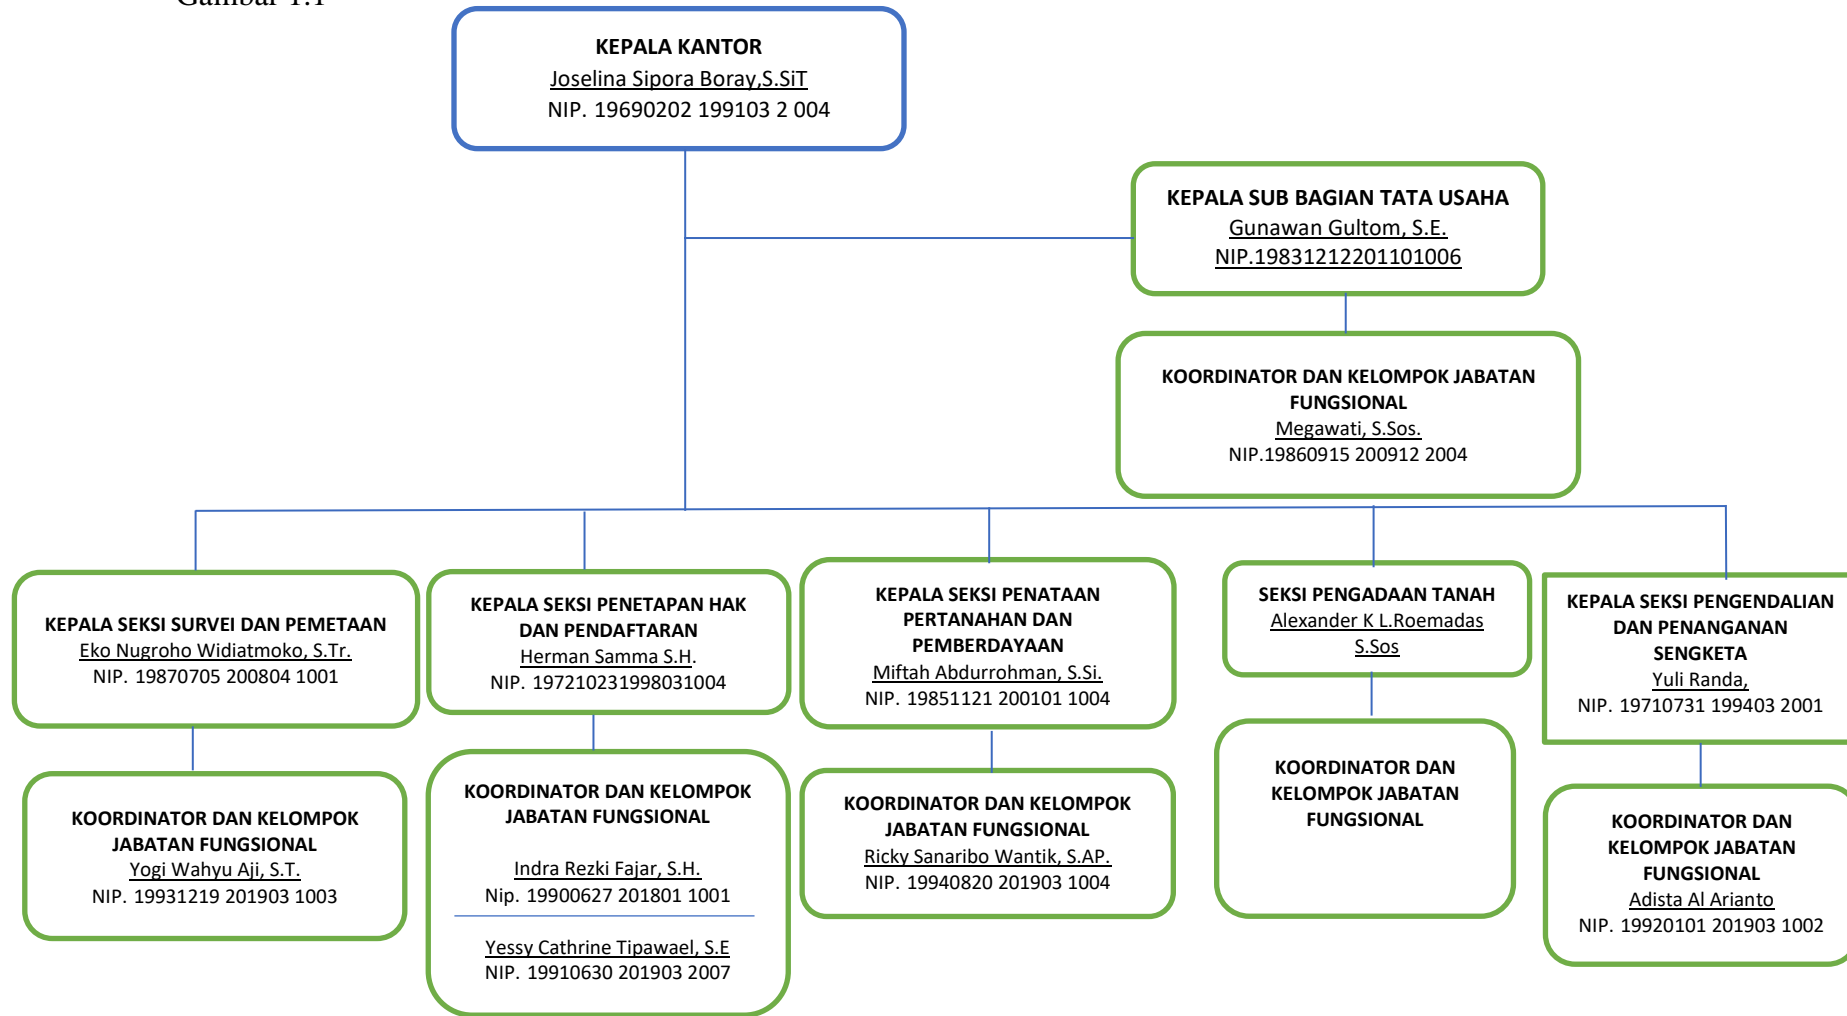 Gambar 1.1
KEPALA KANTOR
Joselina Sipora Boray,S.SiT
NIP. 19690202 199103 2 004
KEPALA SUB BAGIAN TATA USAHA
Gunawan Gultom, S.E.
NIP.19831212201101006
KOORDINATOR DAN KELOMPOK JABATAN
FUNGSIONAL
Megawati, S.Sos.
NIP.19860915 200912 2004
KEPALA SEKSI SURVEI DAN PEMETAAN
Eko Nugroho Widiatmoko, S.Tr.
NIP. 19870705 200804 1001
KEPALA SEKSI PENETAPAN HAK
DAN PENDAFTARAN
Herman Samma S.H.
NIP. 197210231998031004
KEPALA SEKSI PENATAAN
PERTANAHAN DAN
PEMBERDAYAAN
Miftah Abdurrohman, S.Si.
NIP. 19851121 200101 1004
SEKSI PENGADAAN TANAH
Alexander K L.Roemadas
S.Sos
KEPALA SEKSI PENGENDALIAN
DAN PENANGANAN
SENGKETA
Yuli Randa,
NIP. 19710731 199403 2001
KOORDINATOR DAN KELOMPOK
JABATAN FUNGSIONAL
Yogi Wahyu Aji, S.T.
NIP. 19931219 201903 1003
KOORDINATOR DAN KELOMPOK
JABATAN FUNGSIONAL
Indra Rezki Fajar, S.H.
Nip. 19900627 201801 1001
Yessy Cathrine Tipawael, S.E
NIP. 19910630 201903 2007
KOORDINATOR DAN KELOMPOK
JABATAN FUNGSIONAL
Ricky Sanaribo Wantik, S.AP.
NIP. 19940820 201903 1004
KOORDINATOR DAN
KELOMPOK JABATAN
FUNGSIONAL
KOORDINATOR DAN
KELOMPOK JABATAN
FUNGSIONAL
Adista Al Arianto
NIP. 19920101 201903 1002